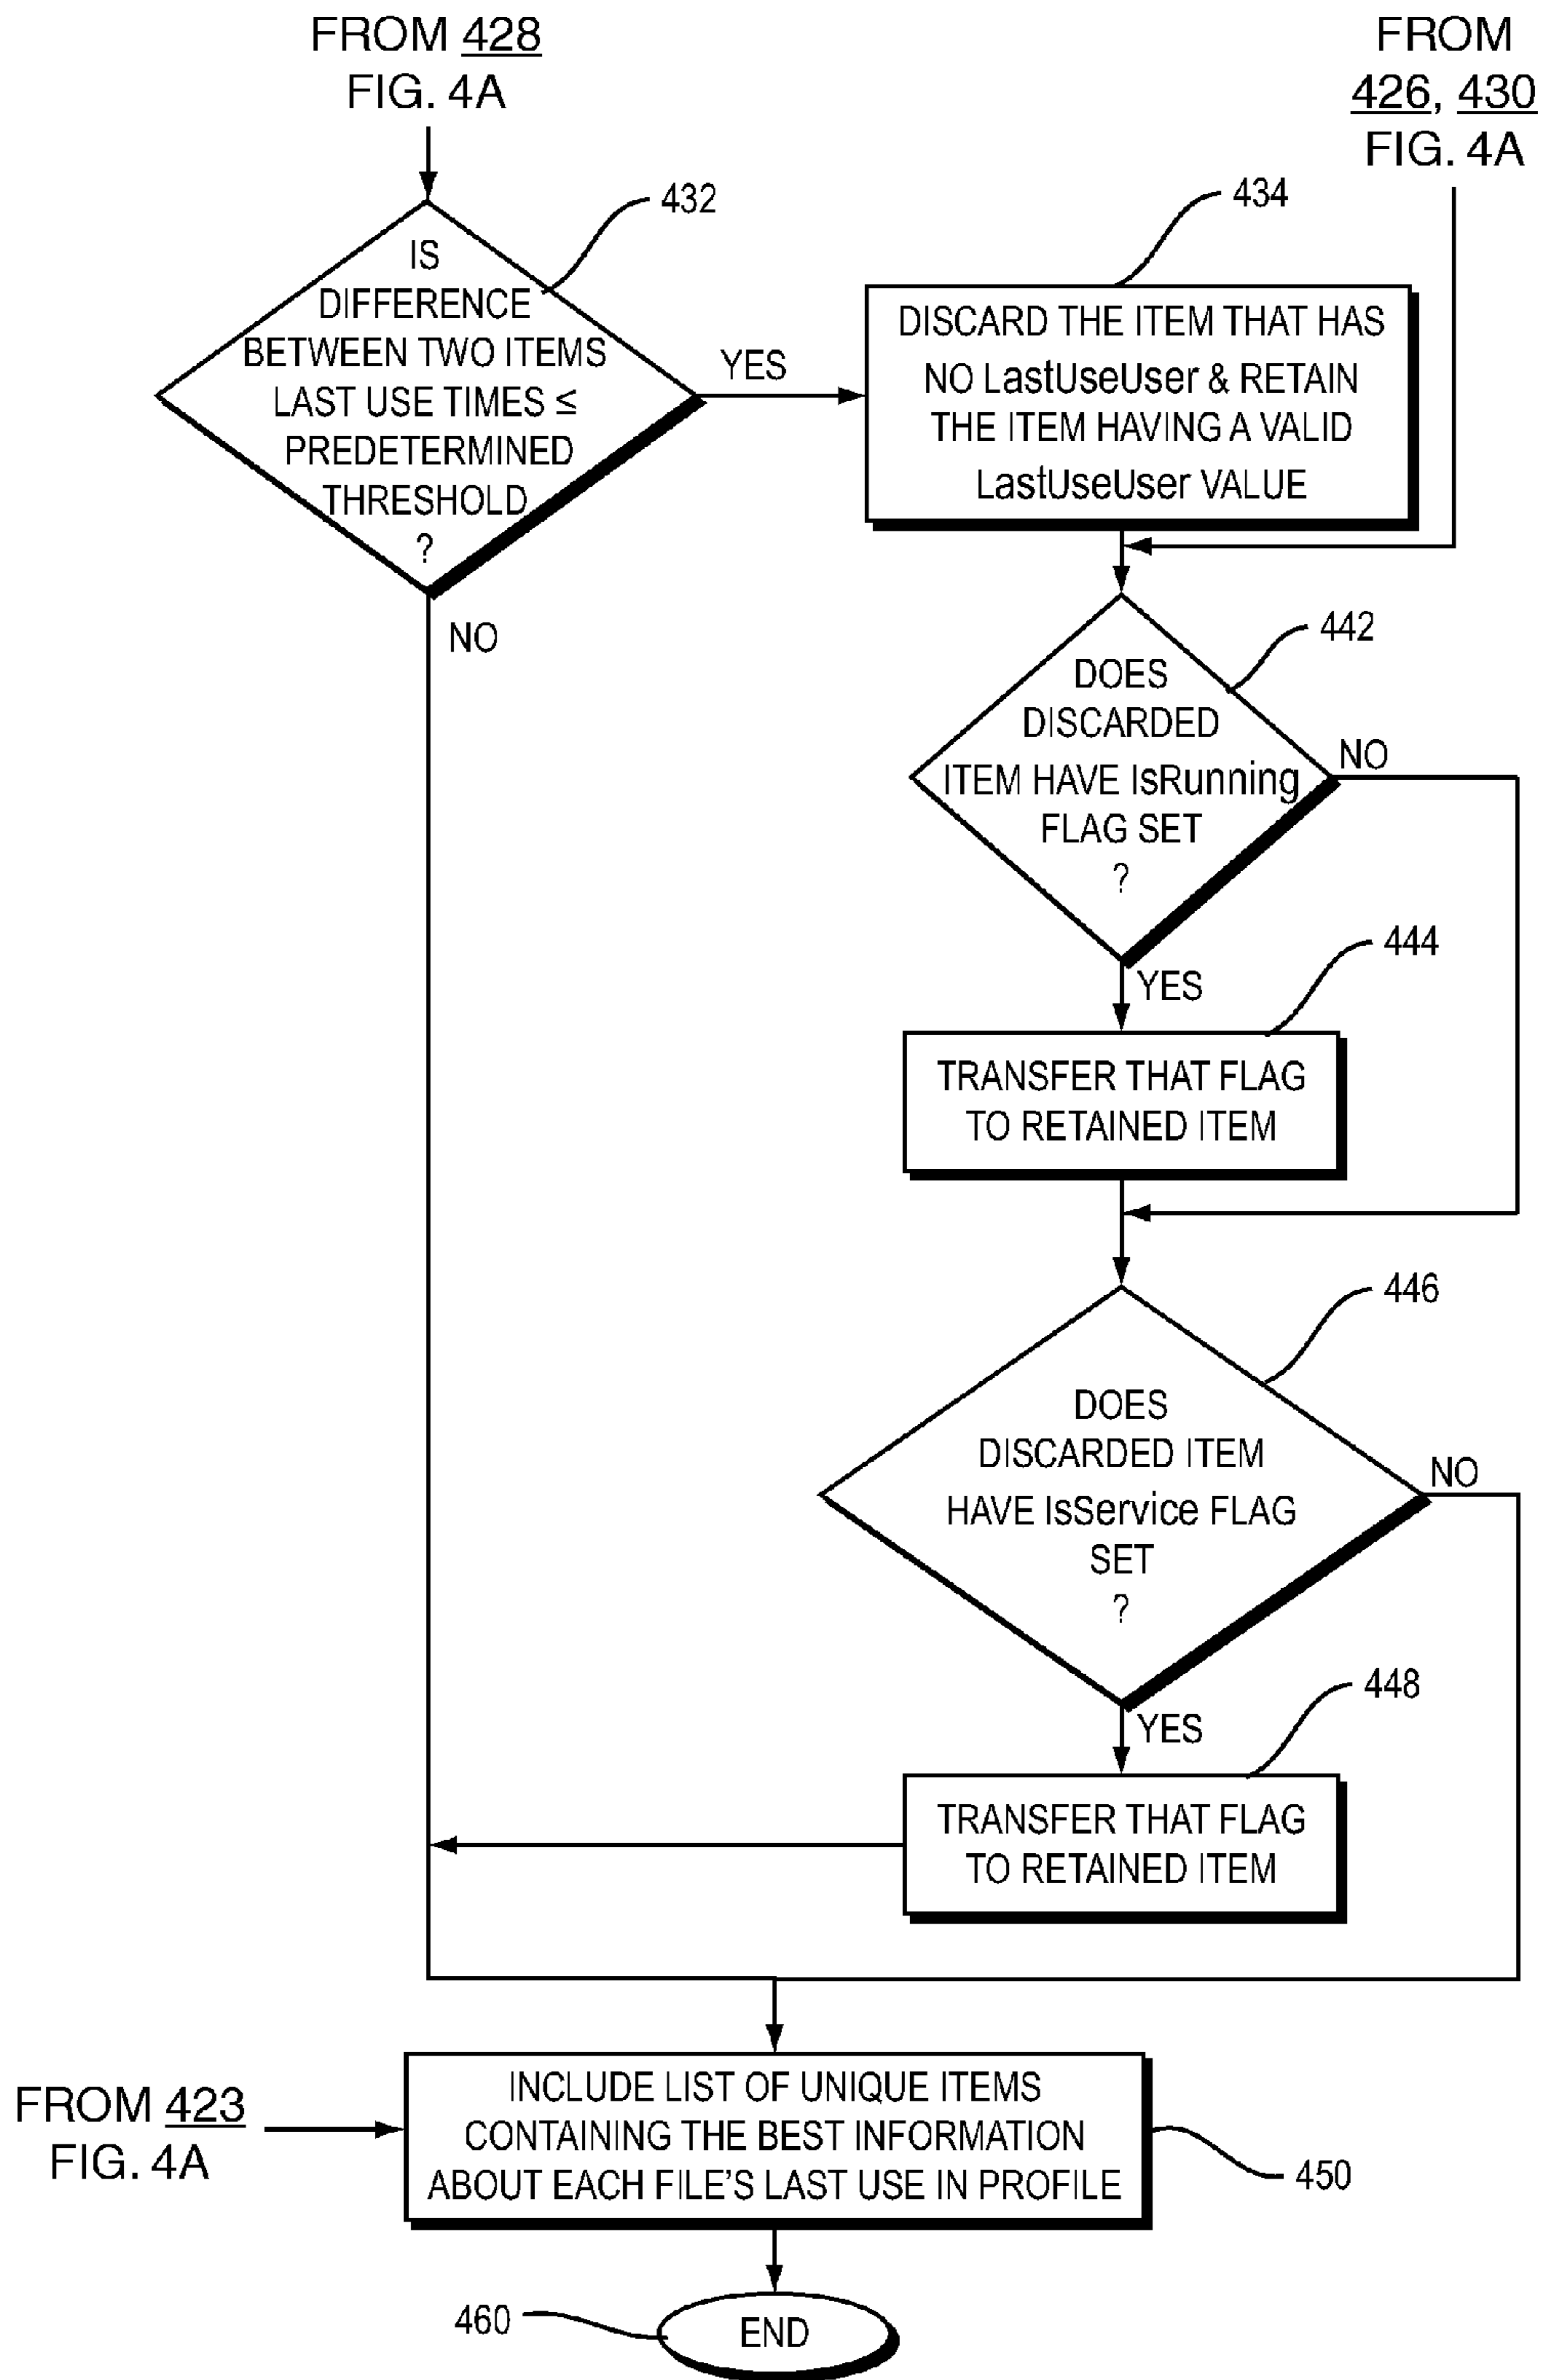 FROM 428
FIG. 4A
FROM
426, 430
FIG. 4A
432
IS
DIFFERENCE
BETWEEN TWO ITEMS
LAST USE TIMES ≤
PREDETERMINED
THRESHOLD
?
YES
NO
434
DISCARD THE ITEM THAT HAS
NO LastUseUser & RETAIN
THE ITEM HAVING A VALID
LastUseUser VALUE
442
DOES
DISCARDED
ITEM HAVE IsRunning
FLAG SET
?
NO
YES
444
TRANSFER THAT FLAG
TO RETAINED ITEM
446
DOES
DISCARDED ITEM
HAVE IsService FLAG
SET
?
NO
YES
448
TRANSFER THAT FLAG
TO RETAINED ITEM
FROM 423
FIG. 4A
INCLUDE LIST OF UNIQUE ITEMS
CONTAINING THE BEST INFORMATION
ABOUT EACH FILE'S LAST USE IN PROFILE
450
460
END